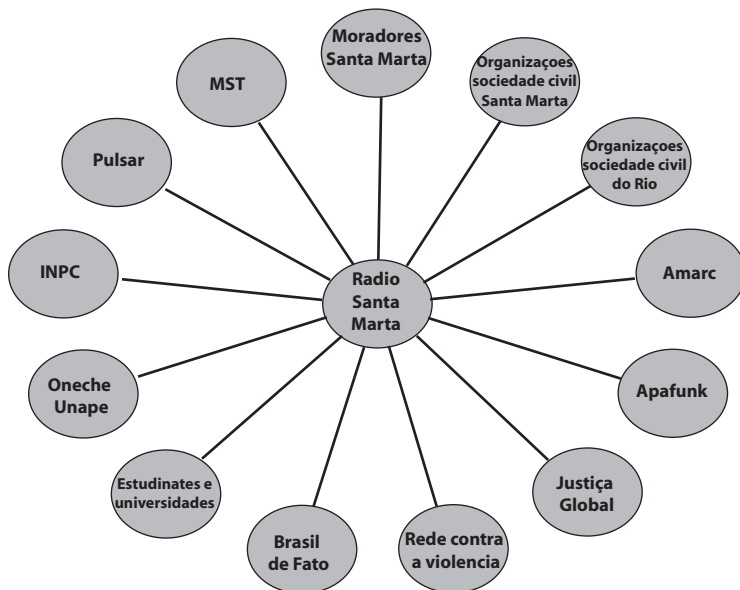 Moradores
Santa Marta
Organizaçoes
sociedade civil
Santa Marta
Organizaçoes
sociedade civil
do Rio
Amarc
Apafunk
Justiça
Global
Rede contra
a violencia
Brasil
de Fato
Estudinates e
universidades
Oneche
Unape
INPC
Pulsar
MST
Radio
Santa
Marta